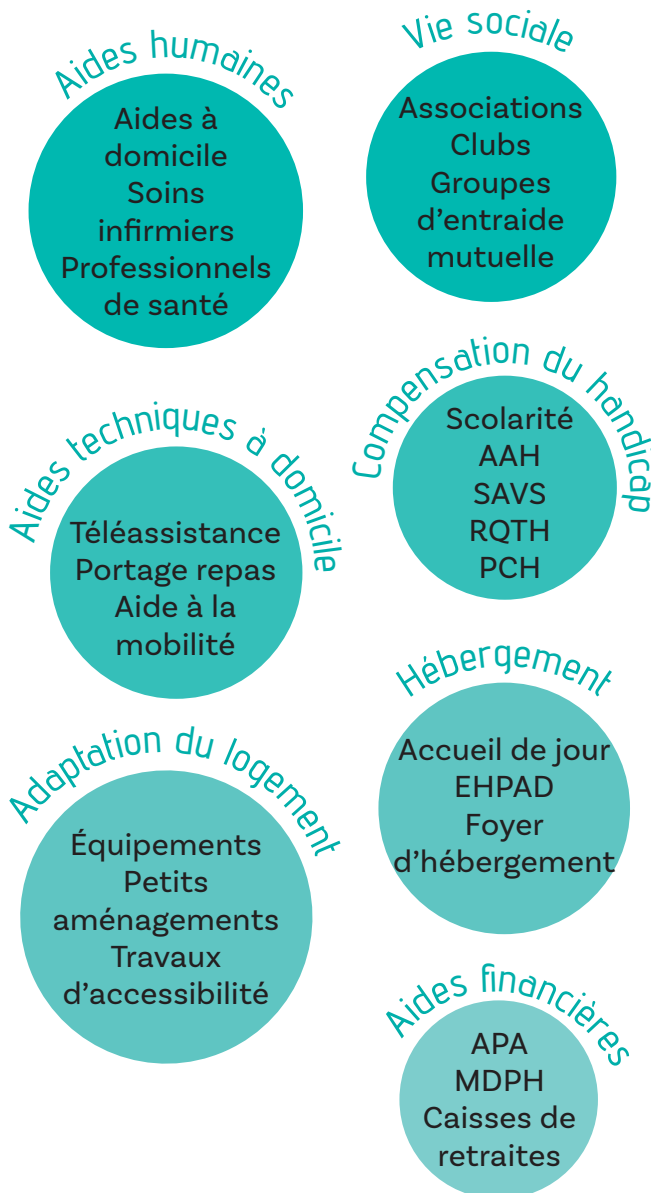 Aides humaines
Aides à
domicile
Soins
infirmiers
Professionnels
de santé
Vie sociale
Associations
Clubs
Groupes
d’entraide
mutuelle
Aides techniques à domicile
Téléassistance
Portage repas
Aide à la
mobilité
Compensation du handicap
Scolarité
AAH
SAVS
RQTH
PCH
Adaptation du logement
Équipements
Petits
aménagements
Travaux
d’accessibilité
Hébergement
Accueil de jour
EHPAD
Foyer
d’hébergement
Aides financières
APA
MDPH
Caisses de
retraites